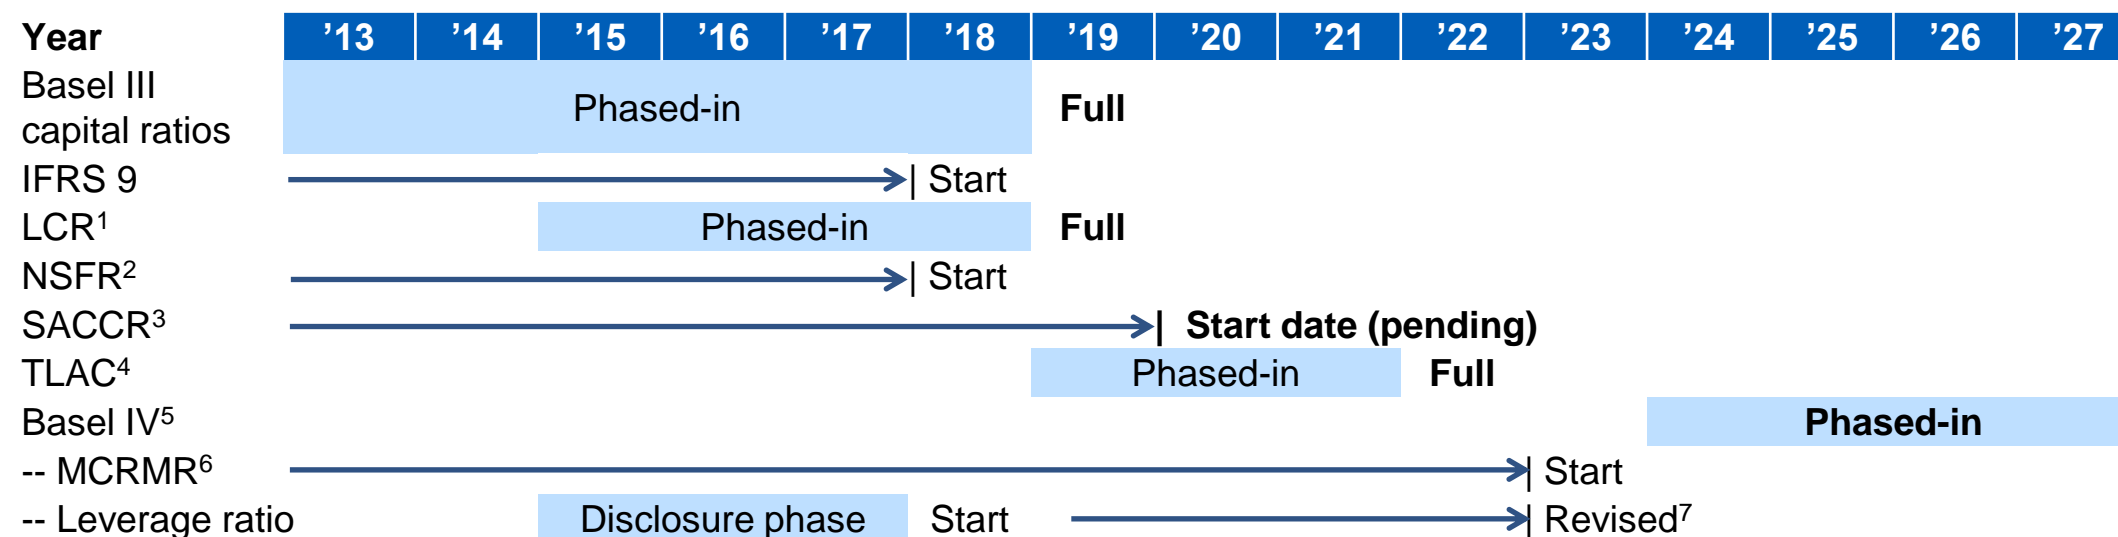 Year ’13 ’14 ’15 ’16 ’17 ’18 ’19 ’20 ’21 ’22 ’23 ’24 ’25 ’26 ’27
Basel III
capital ratios Phased-in Full
IFRS 9 | Start
LCR¹ Phased-in Full
NSFR² | Start
SACCR³ | Start date (pending)
TLAC⁴ Phased-in Full
Basel IV⁵ Phased-in
-- MCRMR⁶ | Start
-- Leverage ratio Disclosure phase Start | Revised⁷